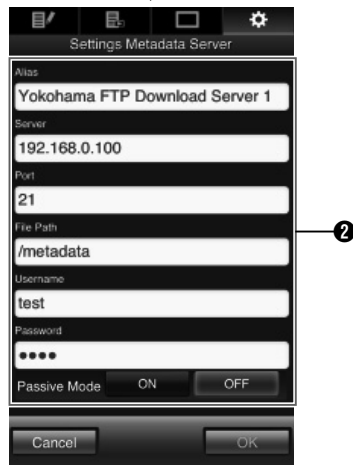 Settings Metadata Server
Alias
Yokohama FTP Download Server 1
Server
192.168.0.100
Port
21
File Path
/metadata
Username
test
Password
●●●●
Passive Mode ON OFF
Cancel OK
2